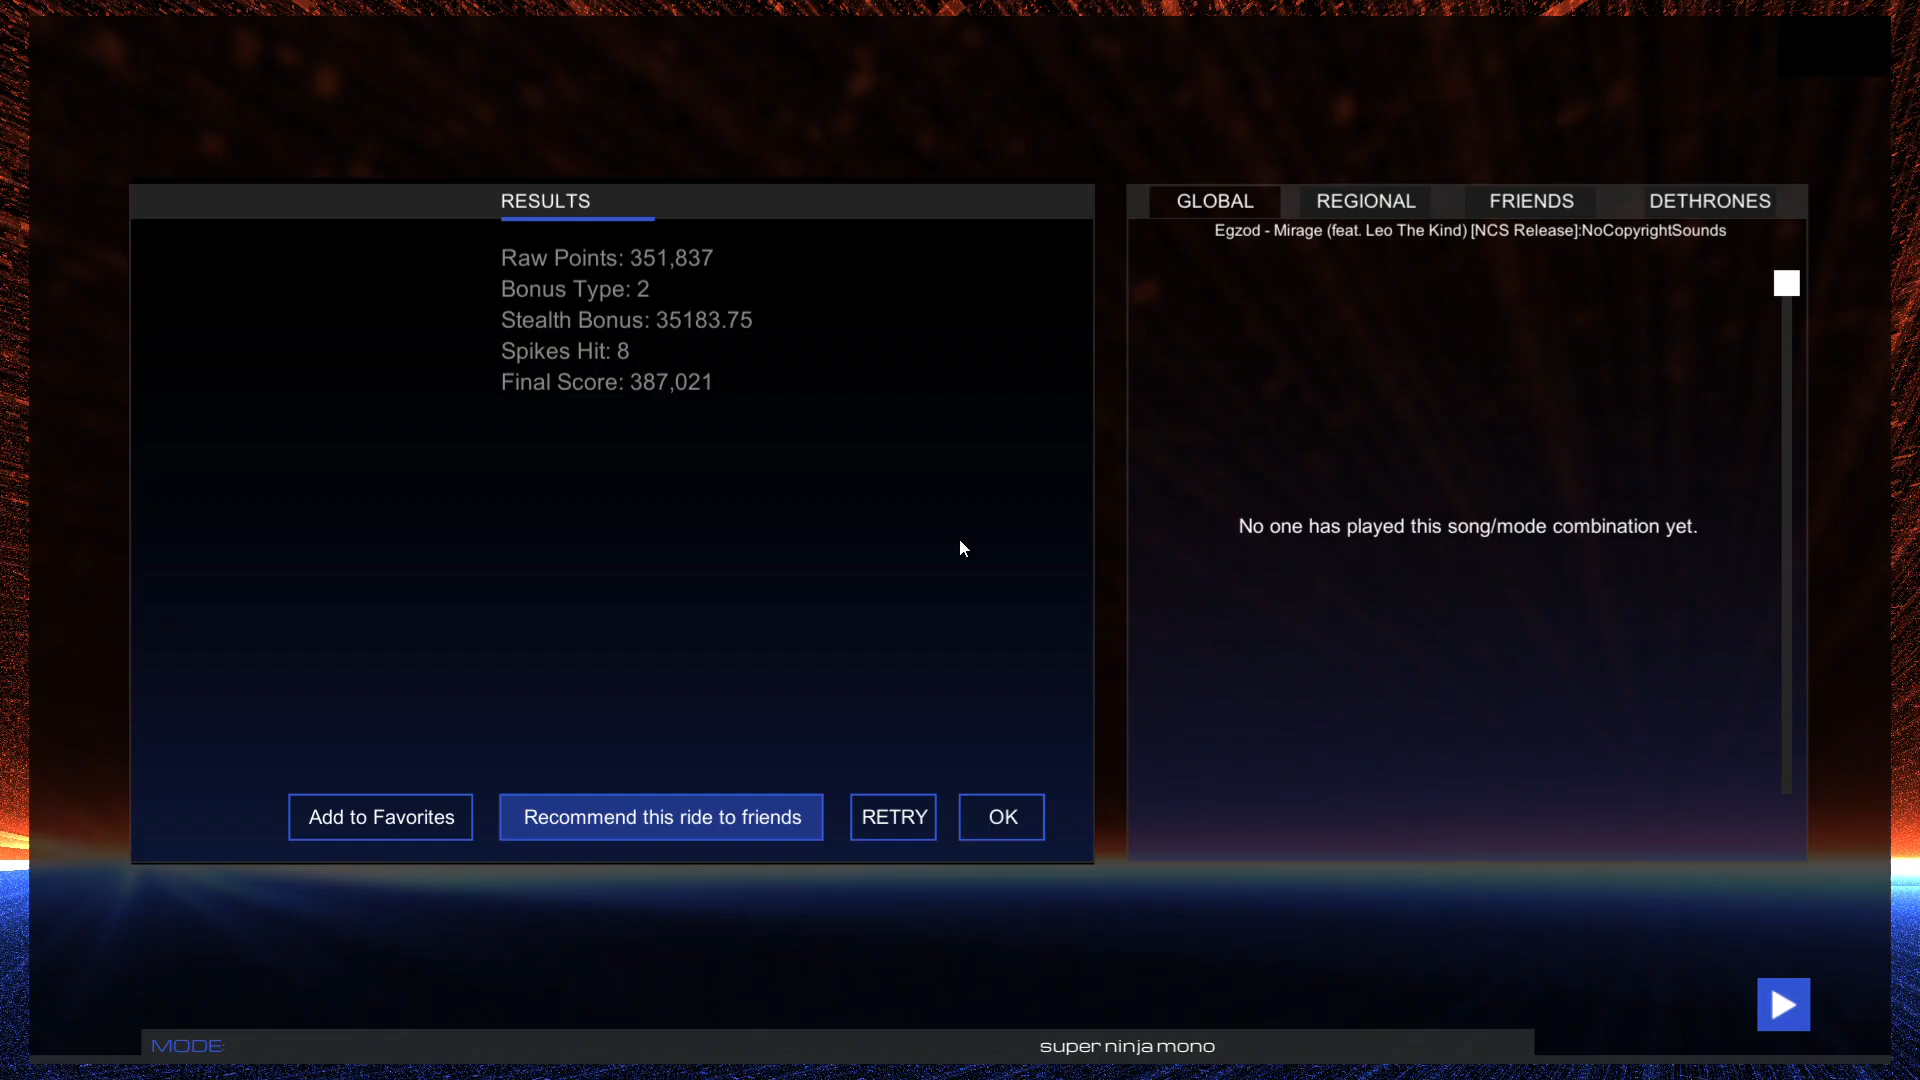 RESULTS
Raw Points: 351,837
Bonus Type: 2
Stealth Bonus: 35183.75
Spikes Hit: 8
Final Score: 387,021
Add to Favorites
Recommend this ride to friends
RETRY
OK
GLOBAL REGIONAL FRIENDS DETHRONES
Egzod - Mirage (feat. Leo The Kind) [NCS Release]:NoCopyrightSounds
No one has played this song/mode combination yet.
MODE: super ninja mono